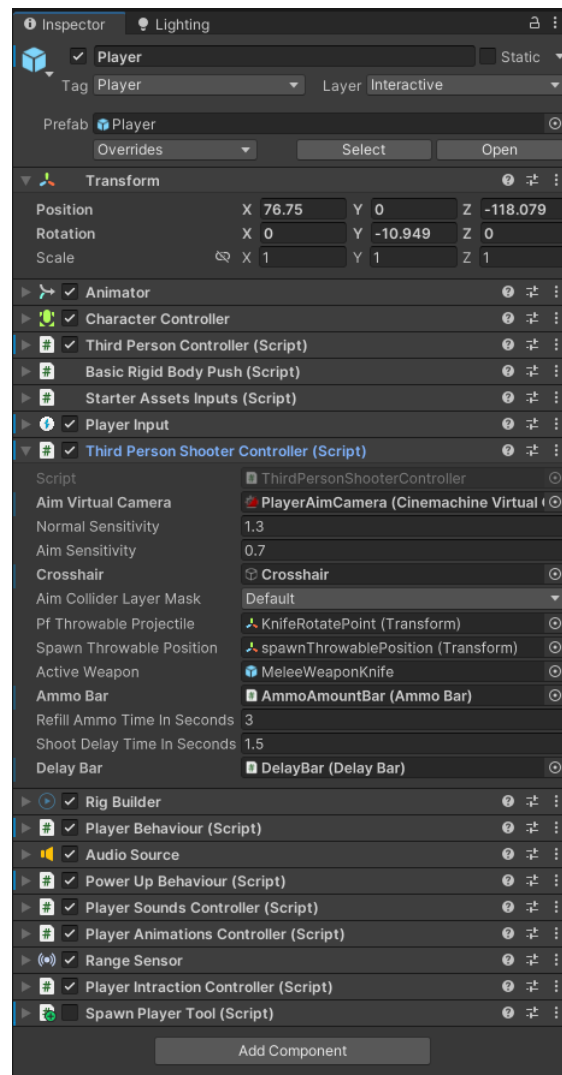 Inspector Lighting
Player Static
Tag Player Layer Interactive
Prefab Player
Overrides Select Open
Transform
Position X 76.75 Y 0 Z -118.079
Rotation X 0 Y -10.949 Z 0
Scale X 1 Y 1 Z 1
Animator
Character Controller
# Third Person Controller (Script)
# Basic Rigid Body Push (Script)
# Starter Assets Inputs (Script)
Player Input
# Third Person Shooter Controller (Script)
Script ThirdPersonShooterController
Aim Virtual Camera PlayerAimCamera (Cinemachine Virtual (
Normal Sensitivity 1.3
Aim Sensitivity 0.7
Crosshair Crosshair
Aim Collider Layer Mask Default
Pf Throwable Projectile KnifeRotatePoint (Transform)
Spawn Throwable Position spawnThrowablePosition (Transform)
Active Weapon MeleeWeaponKnife
Ammo Bar AmmoAmountBar (Ammo Bar)
Refill Ammo Time In Seconds 3
Shoot Delay Time In Seconds 1.5
Delay Bar DelayBar (Delay Bar)
Rig Builder
# Player Behaviour (Script)
Audio Source
# Power Up Behaviour (Script)
# Player Sounds Controller (Script)
# Player Animations Controller (Script)
Range Sensor
# Player Intraction Controller (Script)
Spawn Player Tool (Script)
Add Component